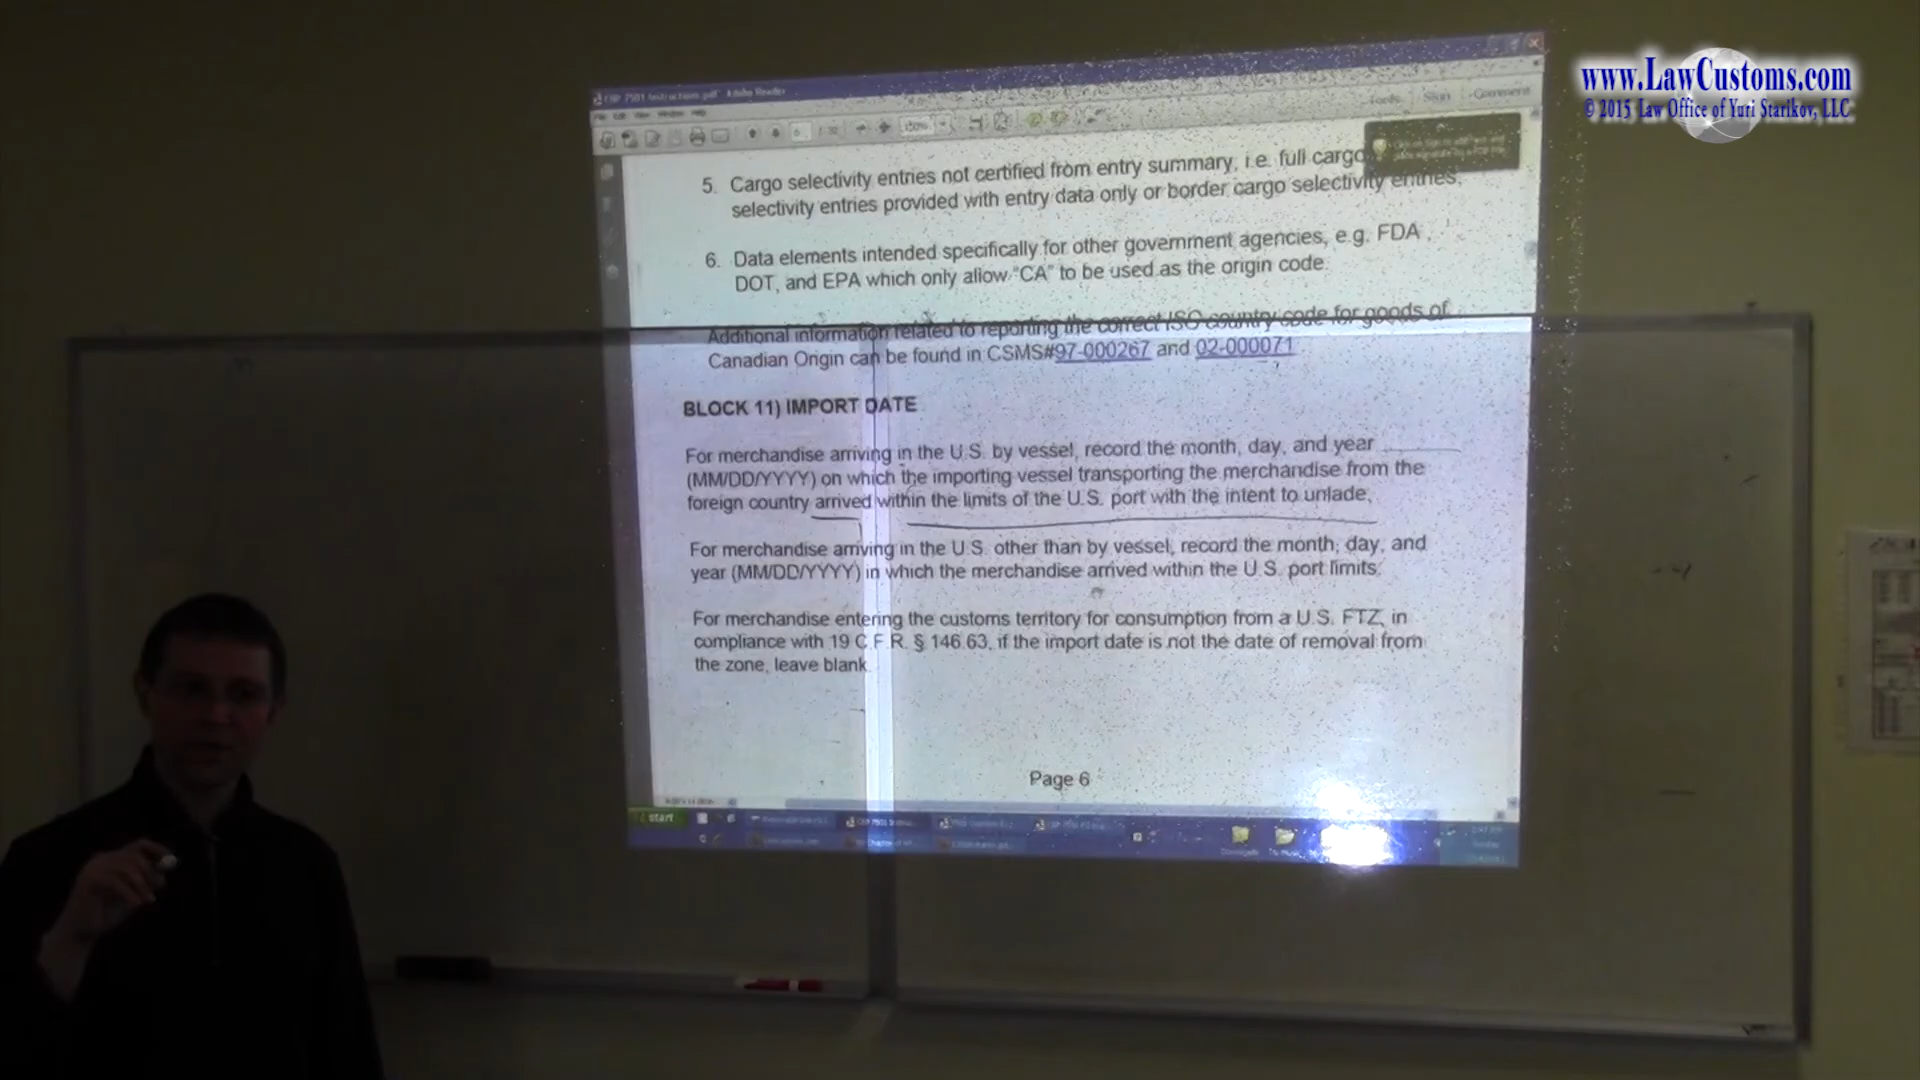 www.LawCustoms.com
© 2015 Law Office of Yuri Starikov, LLC
CBP 7501 Instructions.pdf - Adobe Reader
Sign
Comment
5. Cargo selectivity entries not certified from entry summary, i.e. full cargo
selectivity entries provided with entry data only or border cargo selectivity entries.
6. Data elements intended specifically for other government agencies, e.g. FDA,
DOT, and EPA which only allow “CA” to be used as the origin code.
Additional information related to reporting the correct ISO country code for goods of
Canadian Origin can be found in CSMS#97-000267 and 02-000071
BLOCK 11) IMPORT DATE
For merchandise arriving in the U.S. by vessel, record the month, day, and year
(MM/DD/YYYY) on which the importing vessel transporting the merchandise from the
foreign country arrived within the limits of the U.S. port with the intent to unlade.
For merchandise arriving in the U.S. other than by vessel, record the month, day, and
year (MM/DD/YYYY) in which the merchandise arrived within the U.S. port limits.
For merchandise entering the customs territory for consumption from a U.S. FTZ, in
compliance with 19 C.F.R. § 146.63, if the import date is not the date of removal from
the zone, leave blank.
Page 6
start